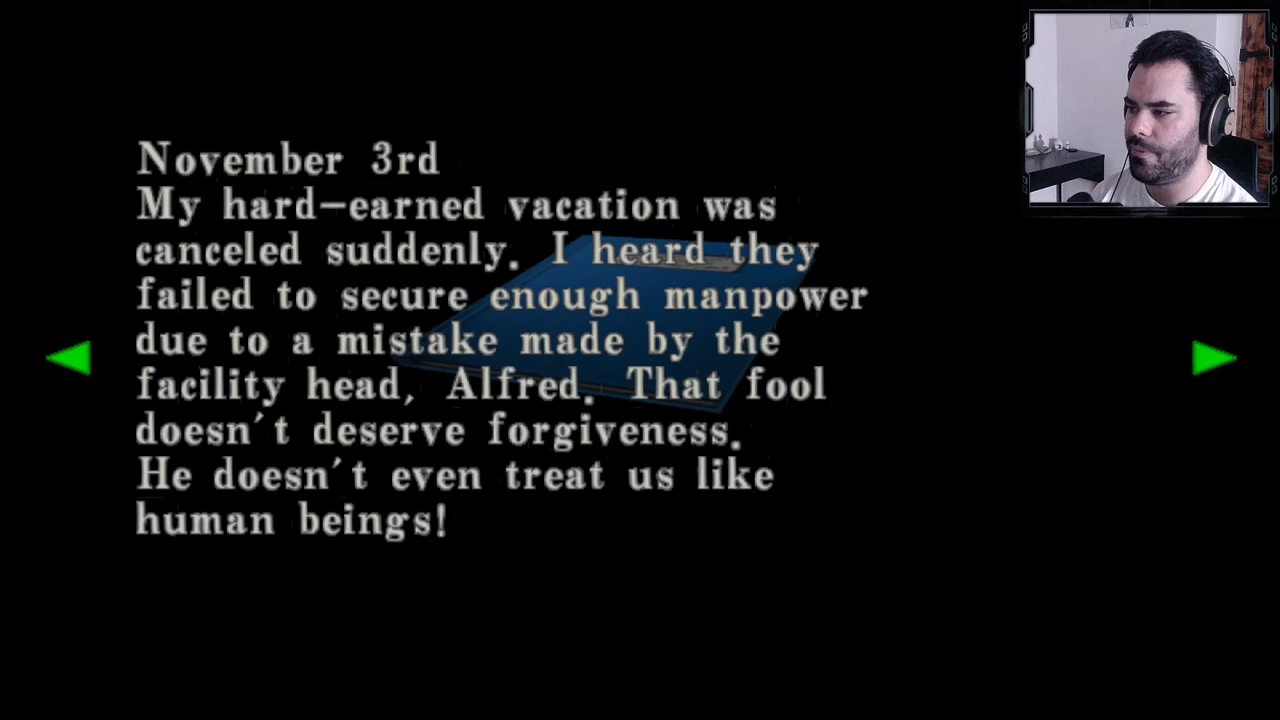 November 3rd
My hard-earned vacation was
canceled suddenly. I heard they
failed to secure enough manpower
due to a mistake made by the
facility head, Alfred. That fool
doesn't deserve forgiveness.
He doesn't even treat us like
human beings!